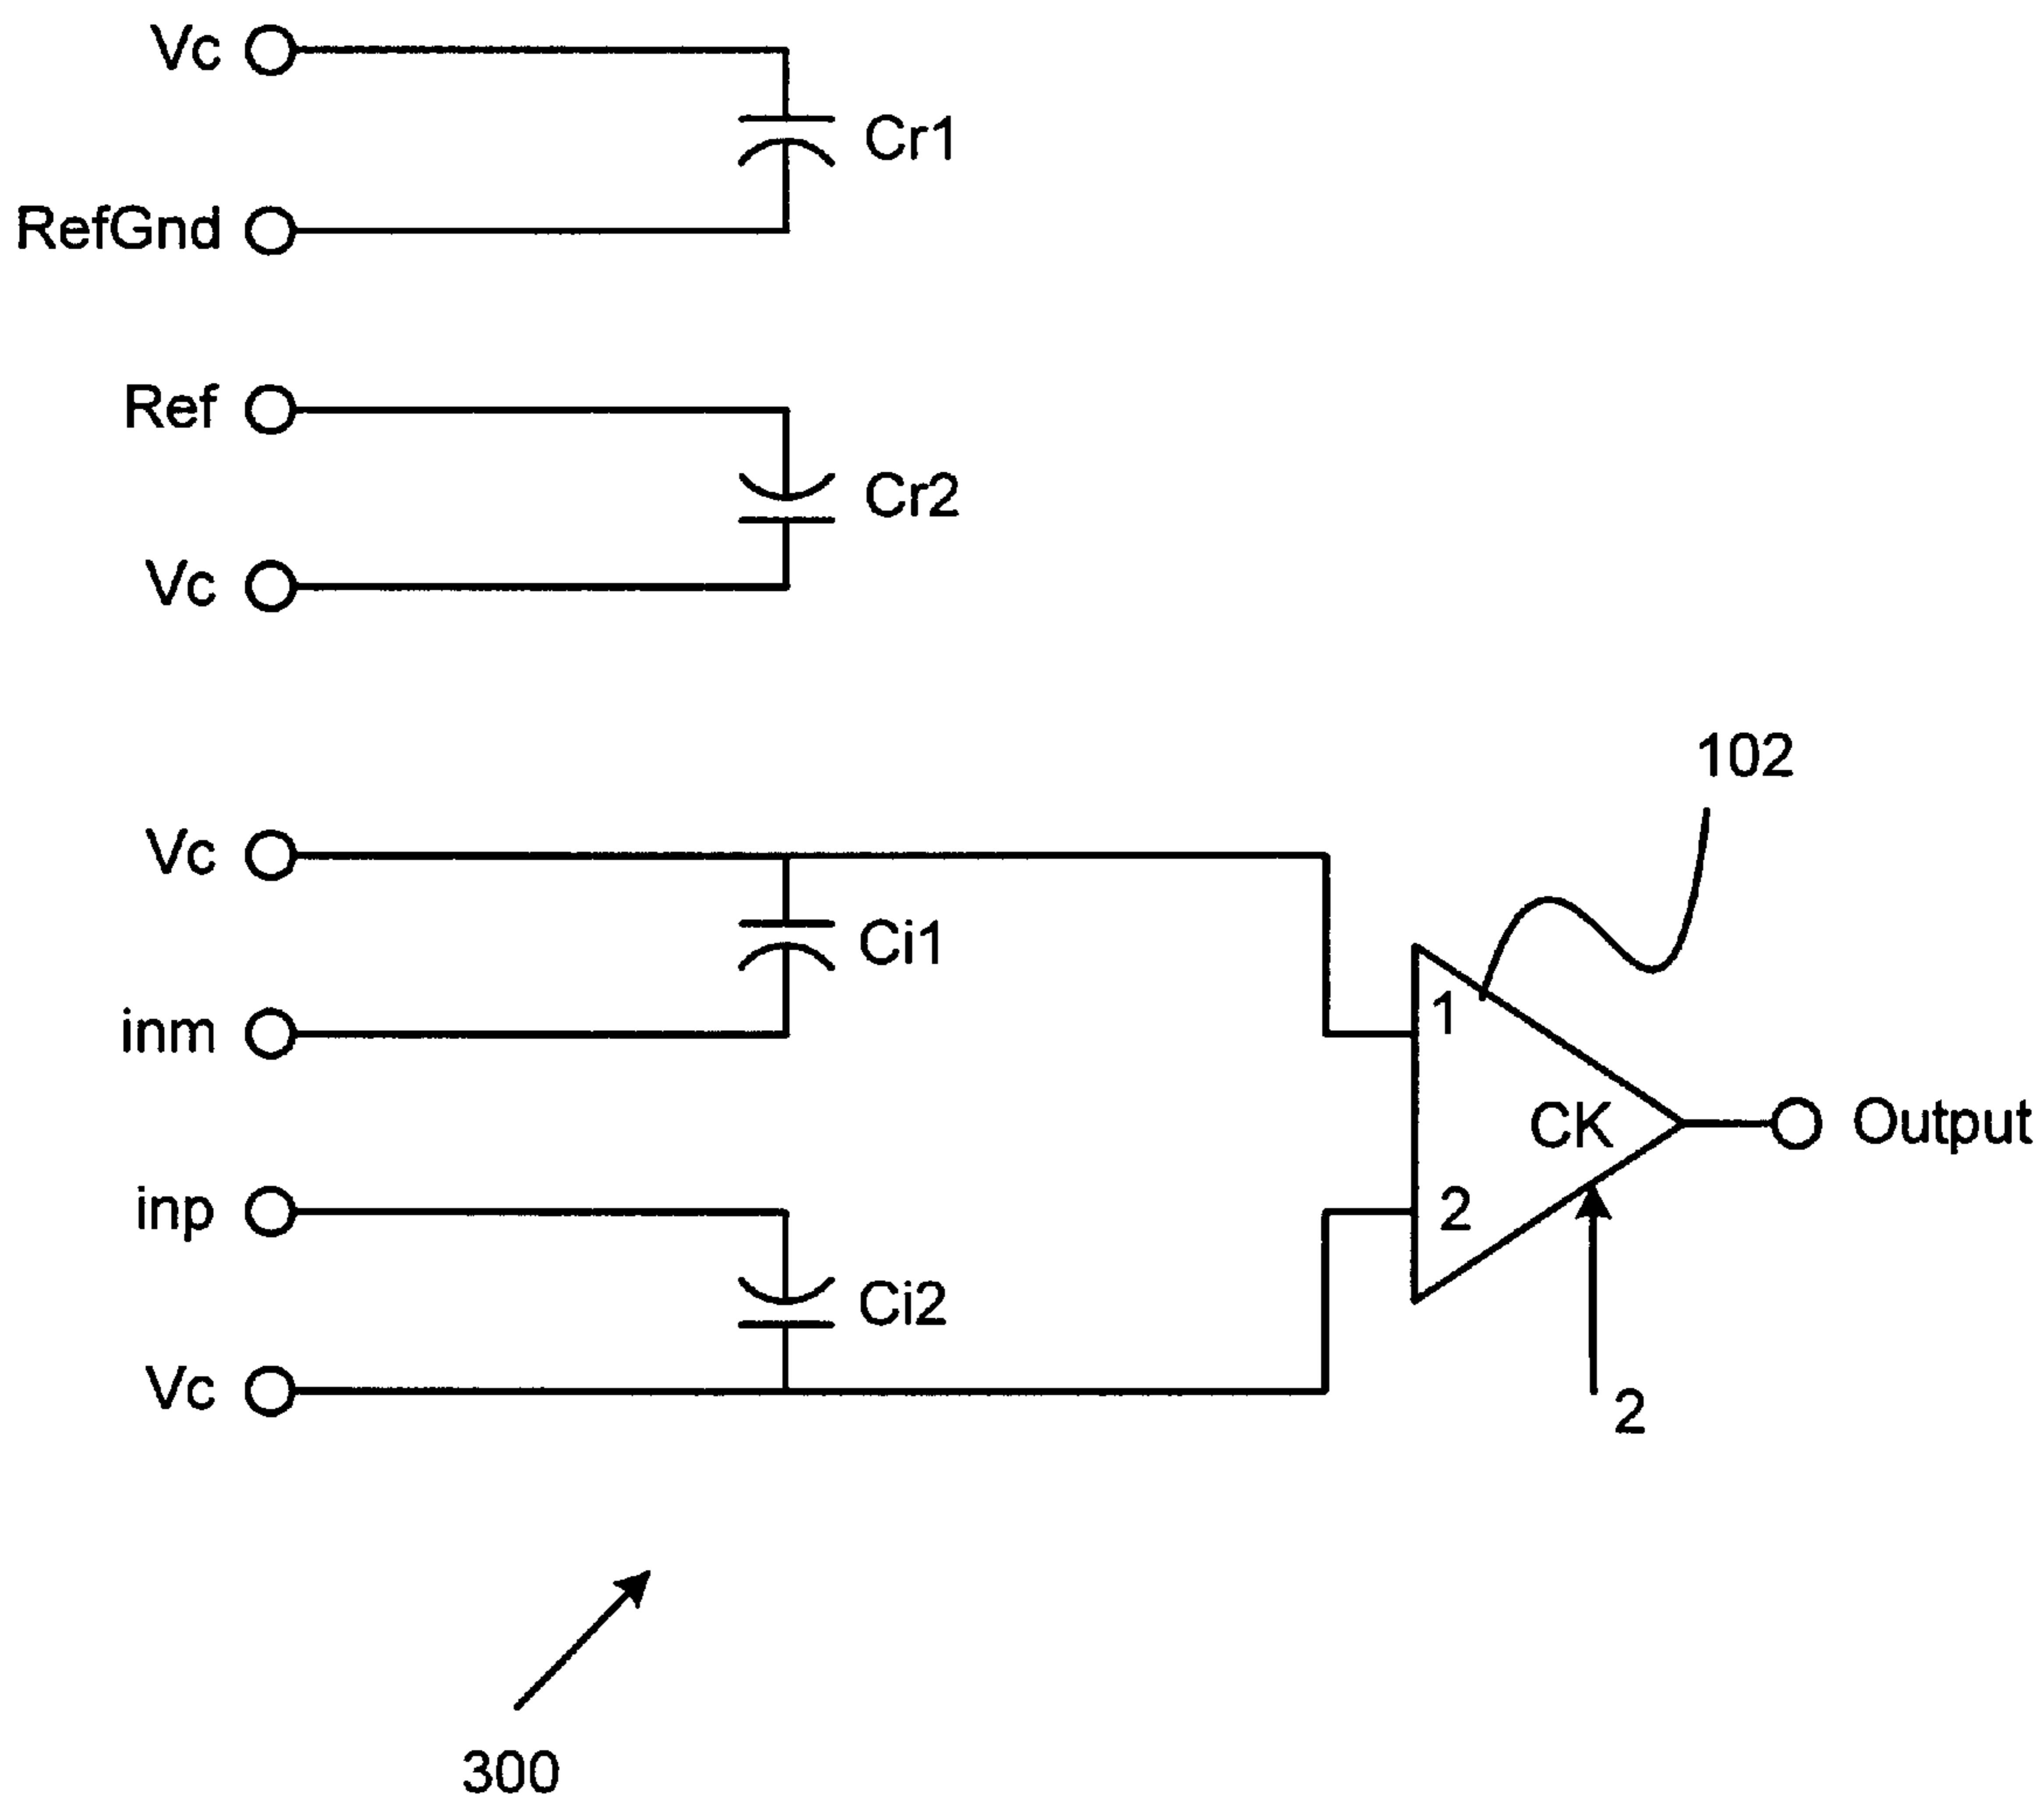 Vc
Cr1
RefGnd
Ref
Cr2
Vc
102
Vc
Ci1
inm
1
CK
Output
inp
2
Ci2
Vc
2
300